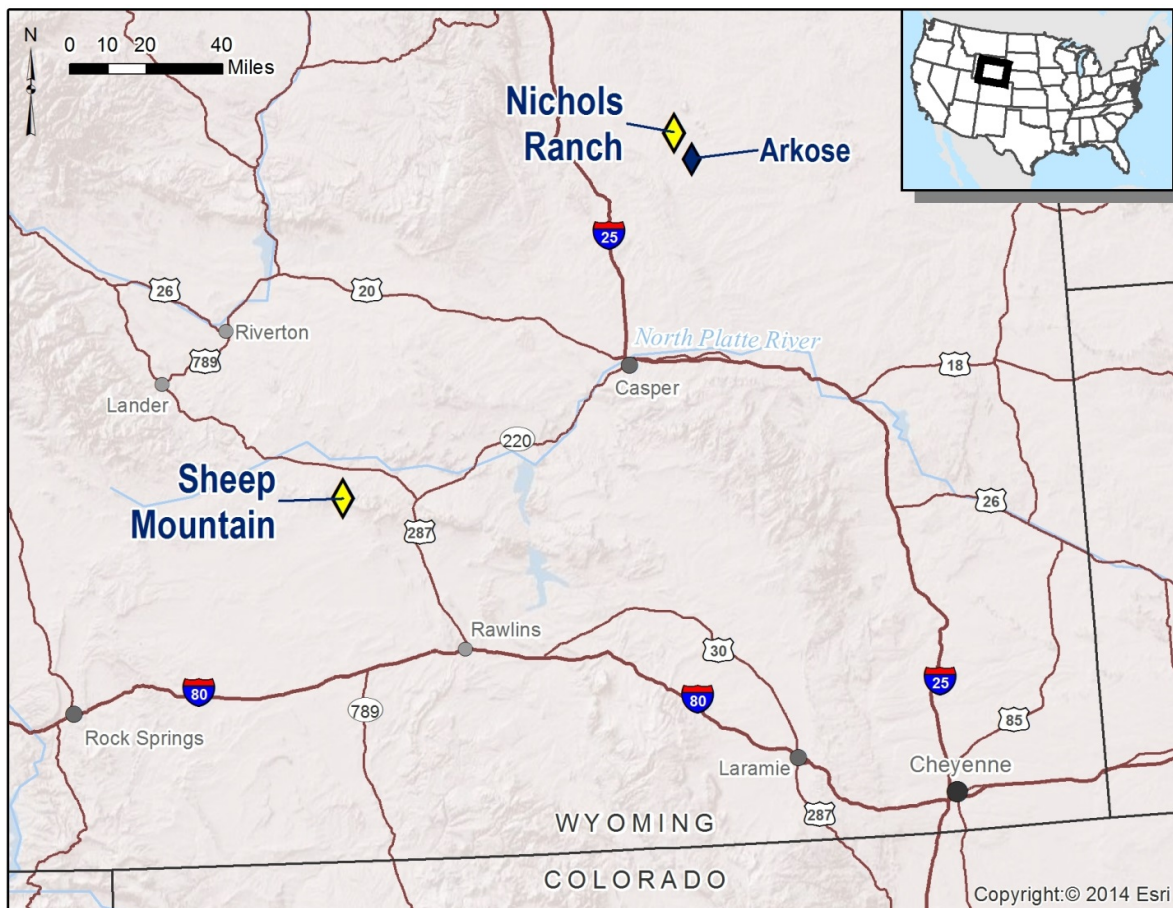 N
0 10 20 40
Miles
Nichols
Ranch
Arkose
25
26
20
Riverton
789
North Platte River
18
Lander
Casper
220
Sheep
Mountain
26
287
Rawlins
30
80
789
80
25
85
Rock Springs
Laramie
Cheyenne
287
WYOMING
COLORADO
Copyright:© 2014 Esri